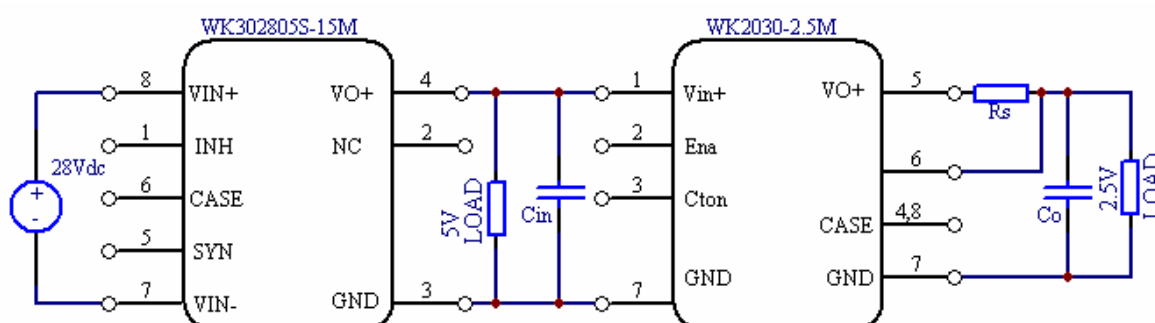 WK302805S-15M
WK2030-2.5M
8
VIN+
1
INH
6
CASE
5
SYN
7
VIN-
28Vdc
+
-
4
VO+
2
NC
3
GND
5V
LOAD
Cin
1
Vin+
2
Ena
3
Cton
7
GND
5
VO+
6
4,8
CASE
7
GND
Rs
Co
2.5V
LOAD